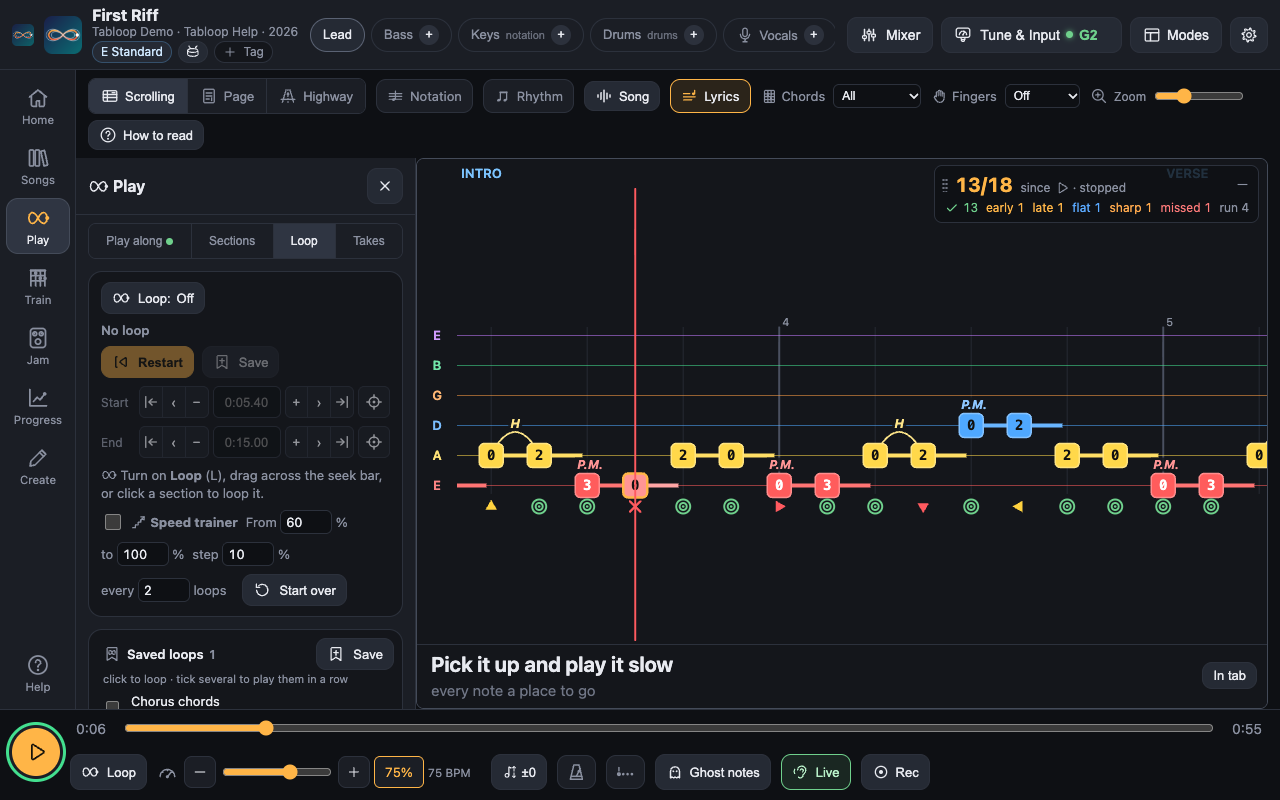 First Riff
Tabloop Demo · Tabloop Help · 2026
E Standard
+ Tag
Lead
Bass +
Keys notation +
Drums drums +
Vocals +
Mixer
Tune & Input G2
Modes
Home
Songs
Play
Train
Jam
Progress
Create
Help
Scrolling
Page
Highway
Notation
Rhythm
Song
Lyrics
Chords All
Fingers Off
Zoom
How to read
Play
Play along
Sections
Loop
Takes
Loop: Off
No loop
Restart
Save
Start 0:05.40
End 0:15.00
Turn on Loop (L), drag across the seek bar,
or click a section to loop it.
Speed trainer From 60 %
to 100 % step 10 %
every 2 loops Start over
Saved loops 1 Save
click to loop · tick several to play them in a row
Chorus chords
INTRO
VERSE
13/18 since ▷ · stopped
✓ 13 early 1 late 1 flat 1 sharp 1 missed 1 run 4
4 5
E
B
G
P.M.
D 0 2
H H
A 0 2 2 0 0 2 2 0 0
P.M. P.M. P.M.
E 3 0 0 3 0 3
Pick it up and play it slow
every note a place to go
In tab
0:06
0:55
Loop
− +
75% 75 BPM
±0
Ghost notes
Live
Rec